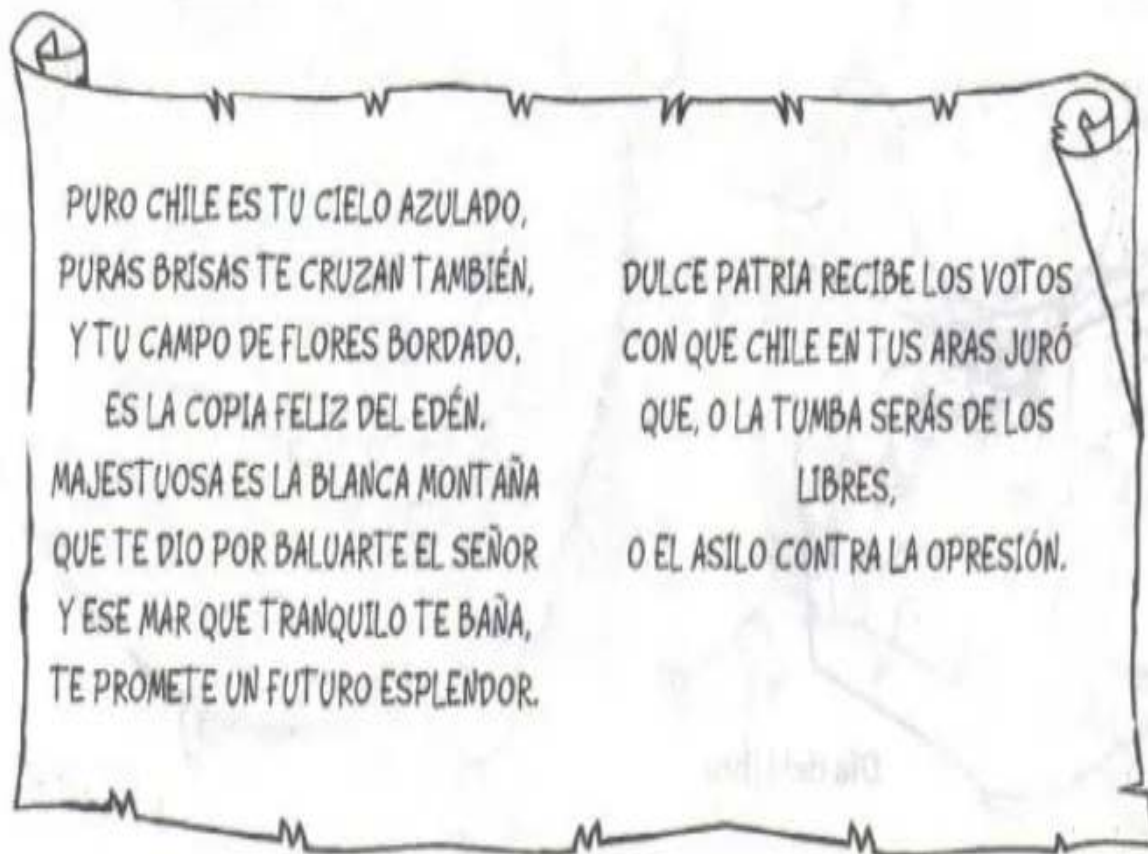 PURO CHILE ES TU CIELO AZULADO,
PURAS BRISAS TE CRUZAN TAMBIÉN,
Y TU CAMPO DE FLORES BORDADO,
ES LA COPIA FELIZ DEL EDÉN.
MAJESTUOSA ES LA BLANCA MONTAÑA
QUE TE DIO POR BALUARTE EL SEÑOR
Y ESE MAR QUE TRANQUILO TE BAÑA,
TE PROMETE UN FUTURO ESPLENDOR.
DULCE PATRIA RECIBE LOS VOTOS
CON QUE CHILE EN TUS ARAS JURÓ
QUE, O LA TUMBA SERÁS DE LOS
LIBRES,
O EL ASILO CONTRA LA OPRESIÓN.